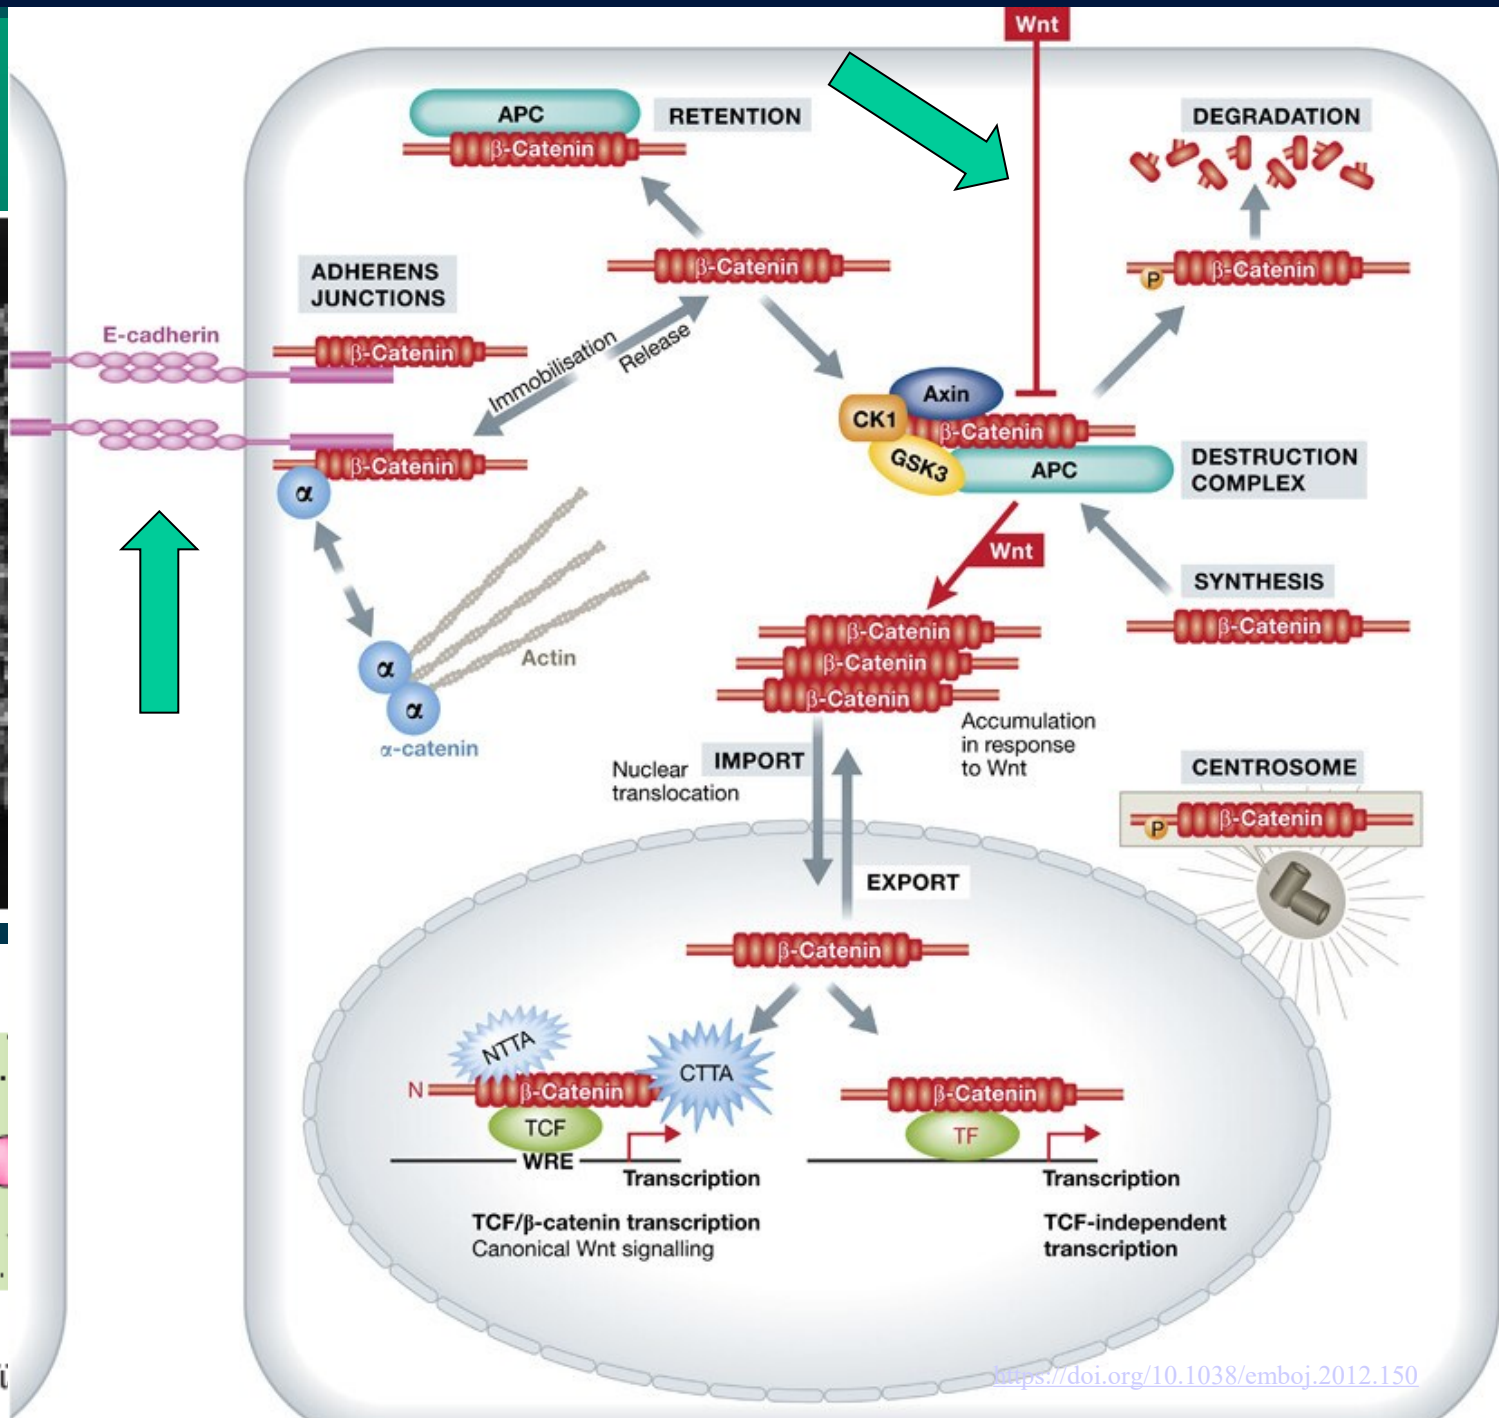 Wnt
APC
β-Catenin
RETENTION
DEGRADATION
β-Catenin
P
β-Catenin
ADHERENS
JUNCTIONS
E-cadherin
β-Catenin
Immobilisation
Release
β-Catenin
α
Axin
CK1
β-Catenin
GSK3
APC
DESTRUCTION
COMPLEX
Wnt
SYNTHESIS
β-Catenin
Actin
α
α
α-catenin
β-Catenin
β-Catenin
β-Catenin
Accumulation
in response
to Wnt
Nuclear
translocation
IMPORT
EXPORT
CENTROSOME
P
β-Catenin
β-Catenin
NTTA
CTTA
N
β-Catenin
TCF
WRE
Transcription
TCF/β-catenin transcription
Canonical Wnt signalling
β-Catenin
TF
Transcription
TCF-independent
transcription
https://doi.org/10.1038/emboj.2012.150